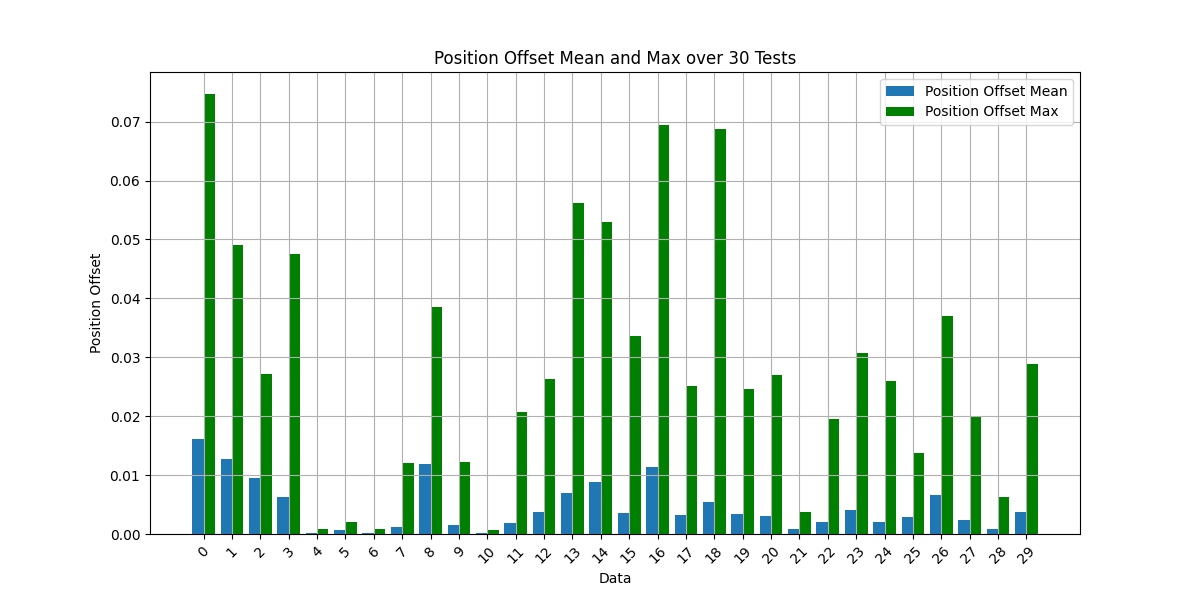 Position Offset Mean and Max over 30 Tests
Position Offset Mean
Position Offset Max
0.07
0.06
0.05
0.04
0.03
0.02
0.01
0.00
Position Offset
0 1 2 3 4 5 6 7 8 9 10 11 12 13 14 15 16 17 18 19 20 21 22 23 24 25 26 27 28 29
Data